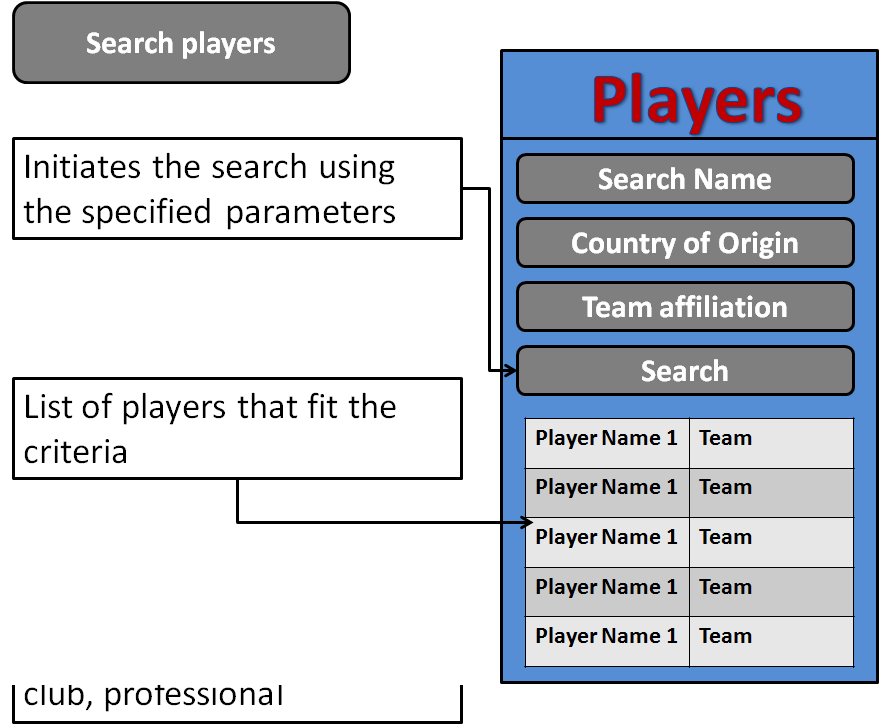 Search players
Initiates the search using
the specified parameters
List of players that fit the
criteria
club, professional
Players
Search Name
Country of Origin
Team affiliation
Search
Player Name 1 Team
Player Name 1 Team
Player Name 1 Team
Player Name 1 Team
Player Name 1 Team